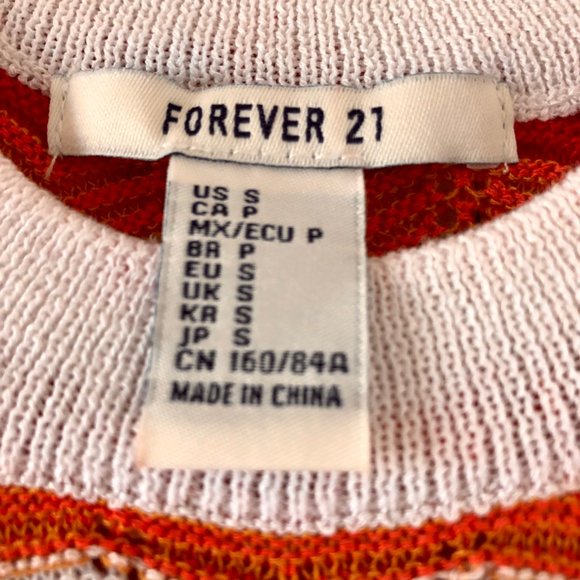 FOREVER 21
US S
CA P
MX/ECU P
BR P
EU S
UK S
KR S
JP S
CN 160/84A
MADE IN CHINA